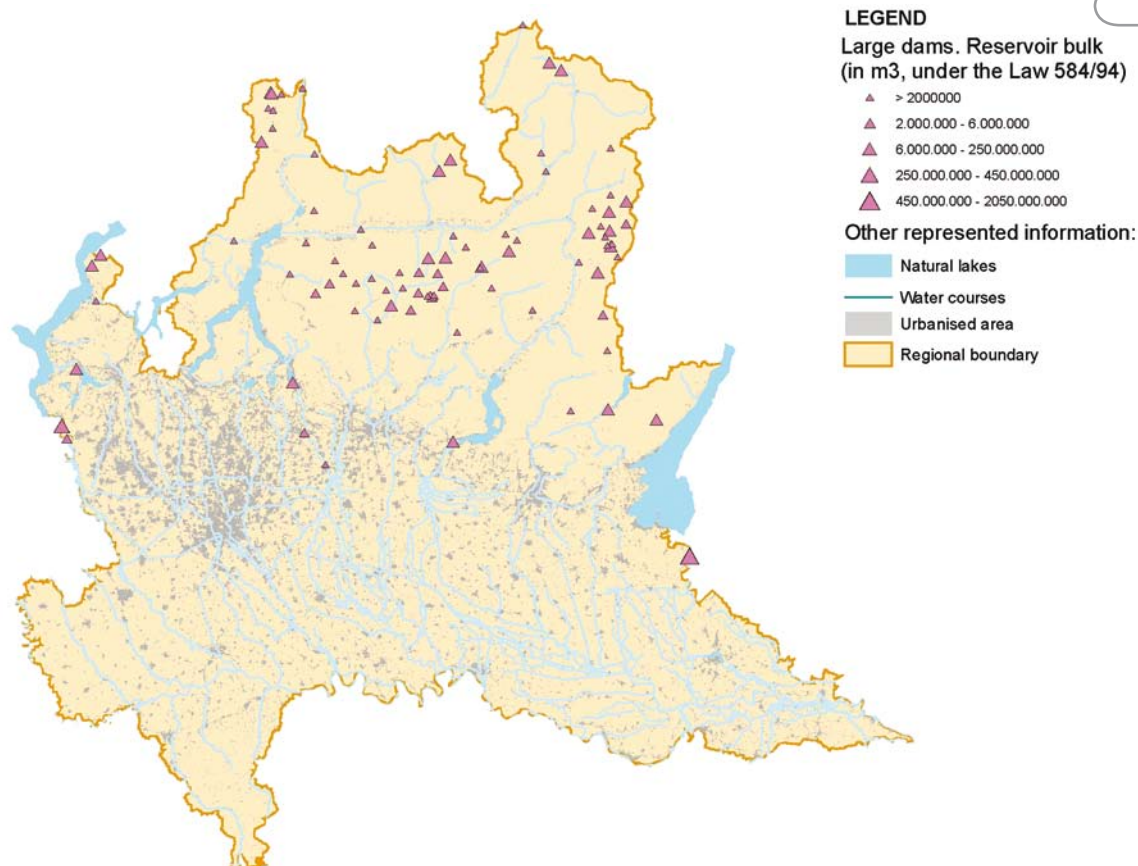 LEGEND
Large dams. Reservoir bulk
(in m3, under the Law 584/94)
> 2000000
2.000.000 - 6.000.000
6.000.000 - 250.000.000
250.000.000 - 450.000.000
450.000.000 - 2050.000.000
Other represented information:
Natural lakes
Water courses
Urbanised area
Regional boundary